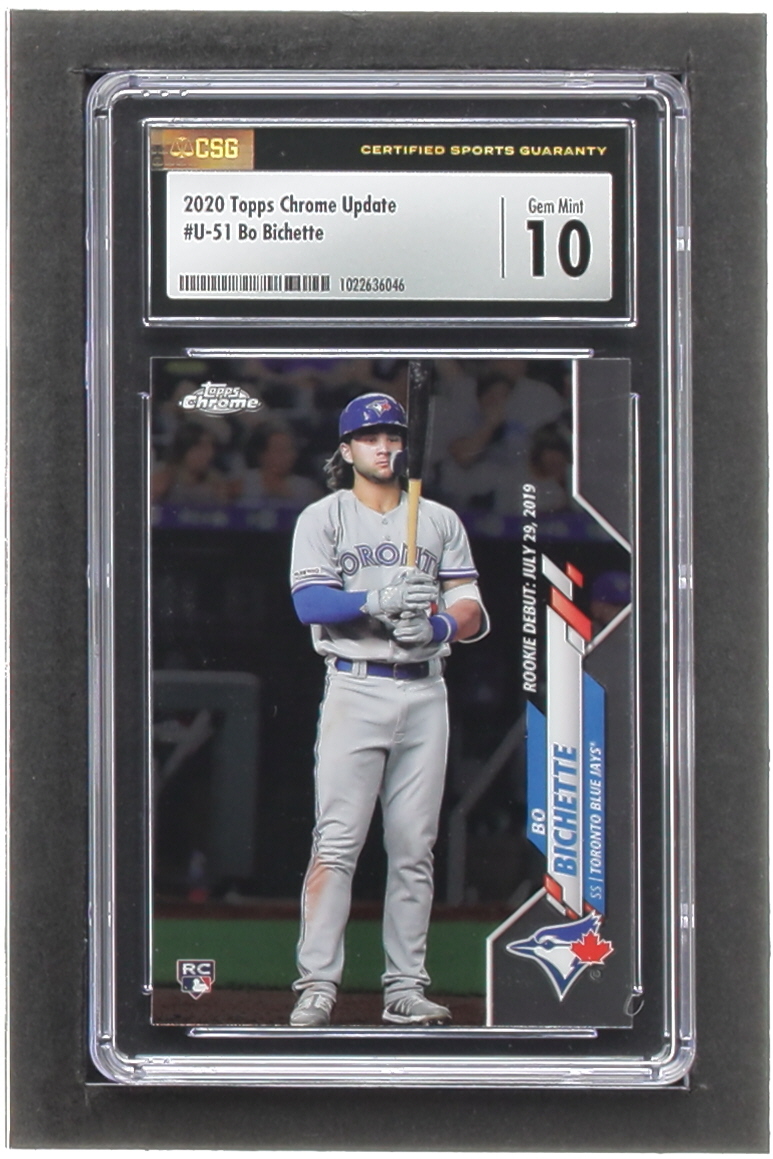 CSG
CERTIFIED SPORTS GUARANTY
2020 Topps Chrome Update
#U-51 Bo Bichette
Gem Mint
10
1022636046
Topps
Chrome
ORONT
ROOKIE DEBUT: JULY 29, 2019
BO
BICHETTE
SS | TORONTO BLUE JAYS®
RC